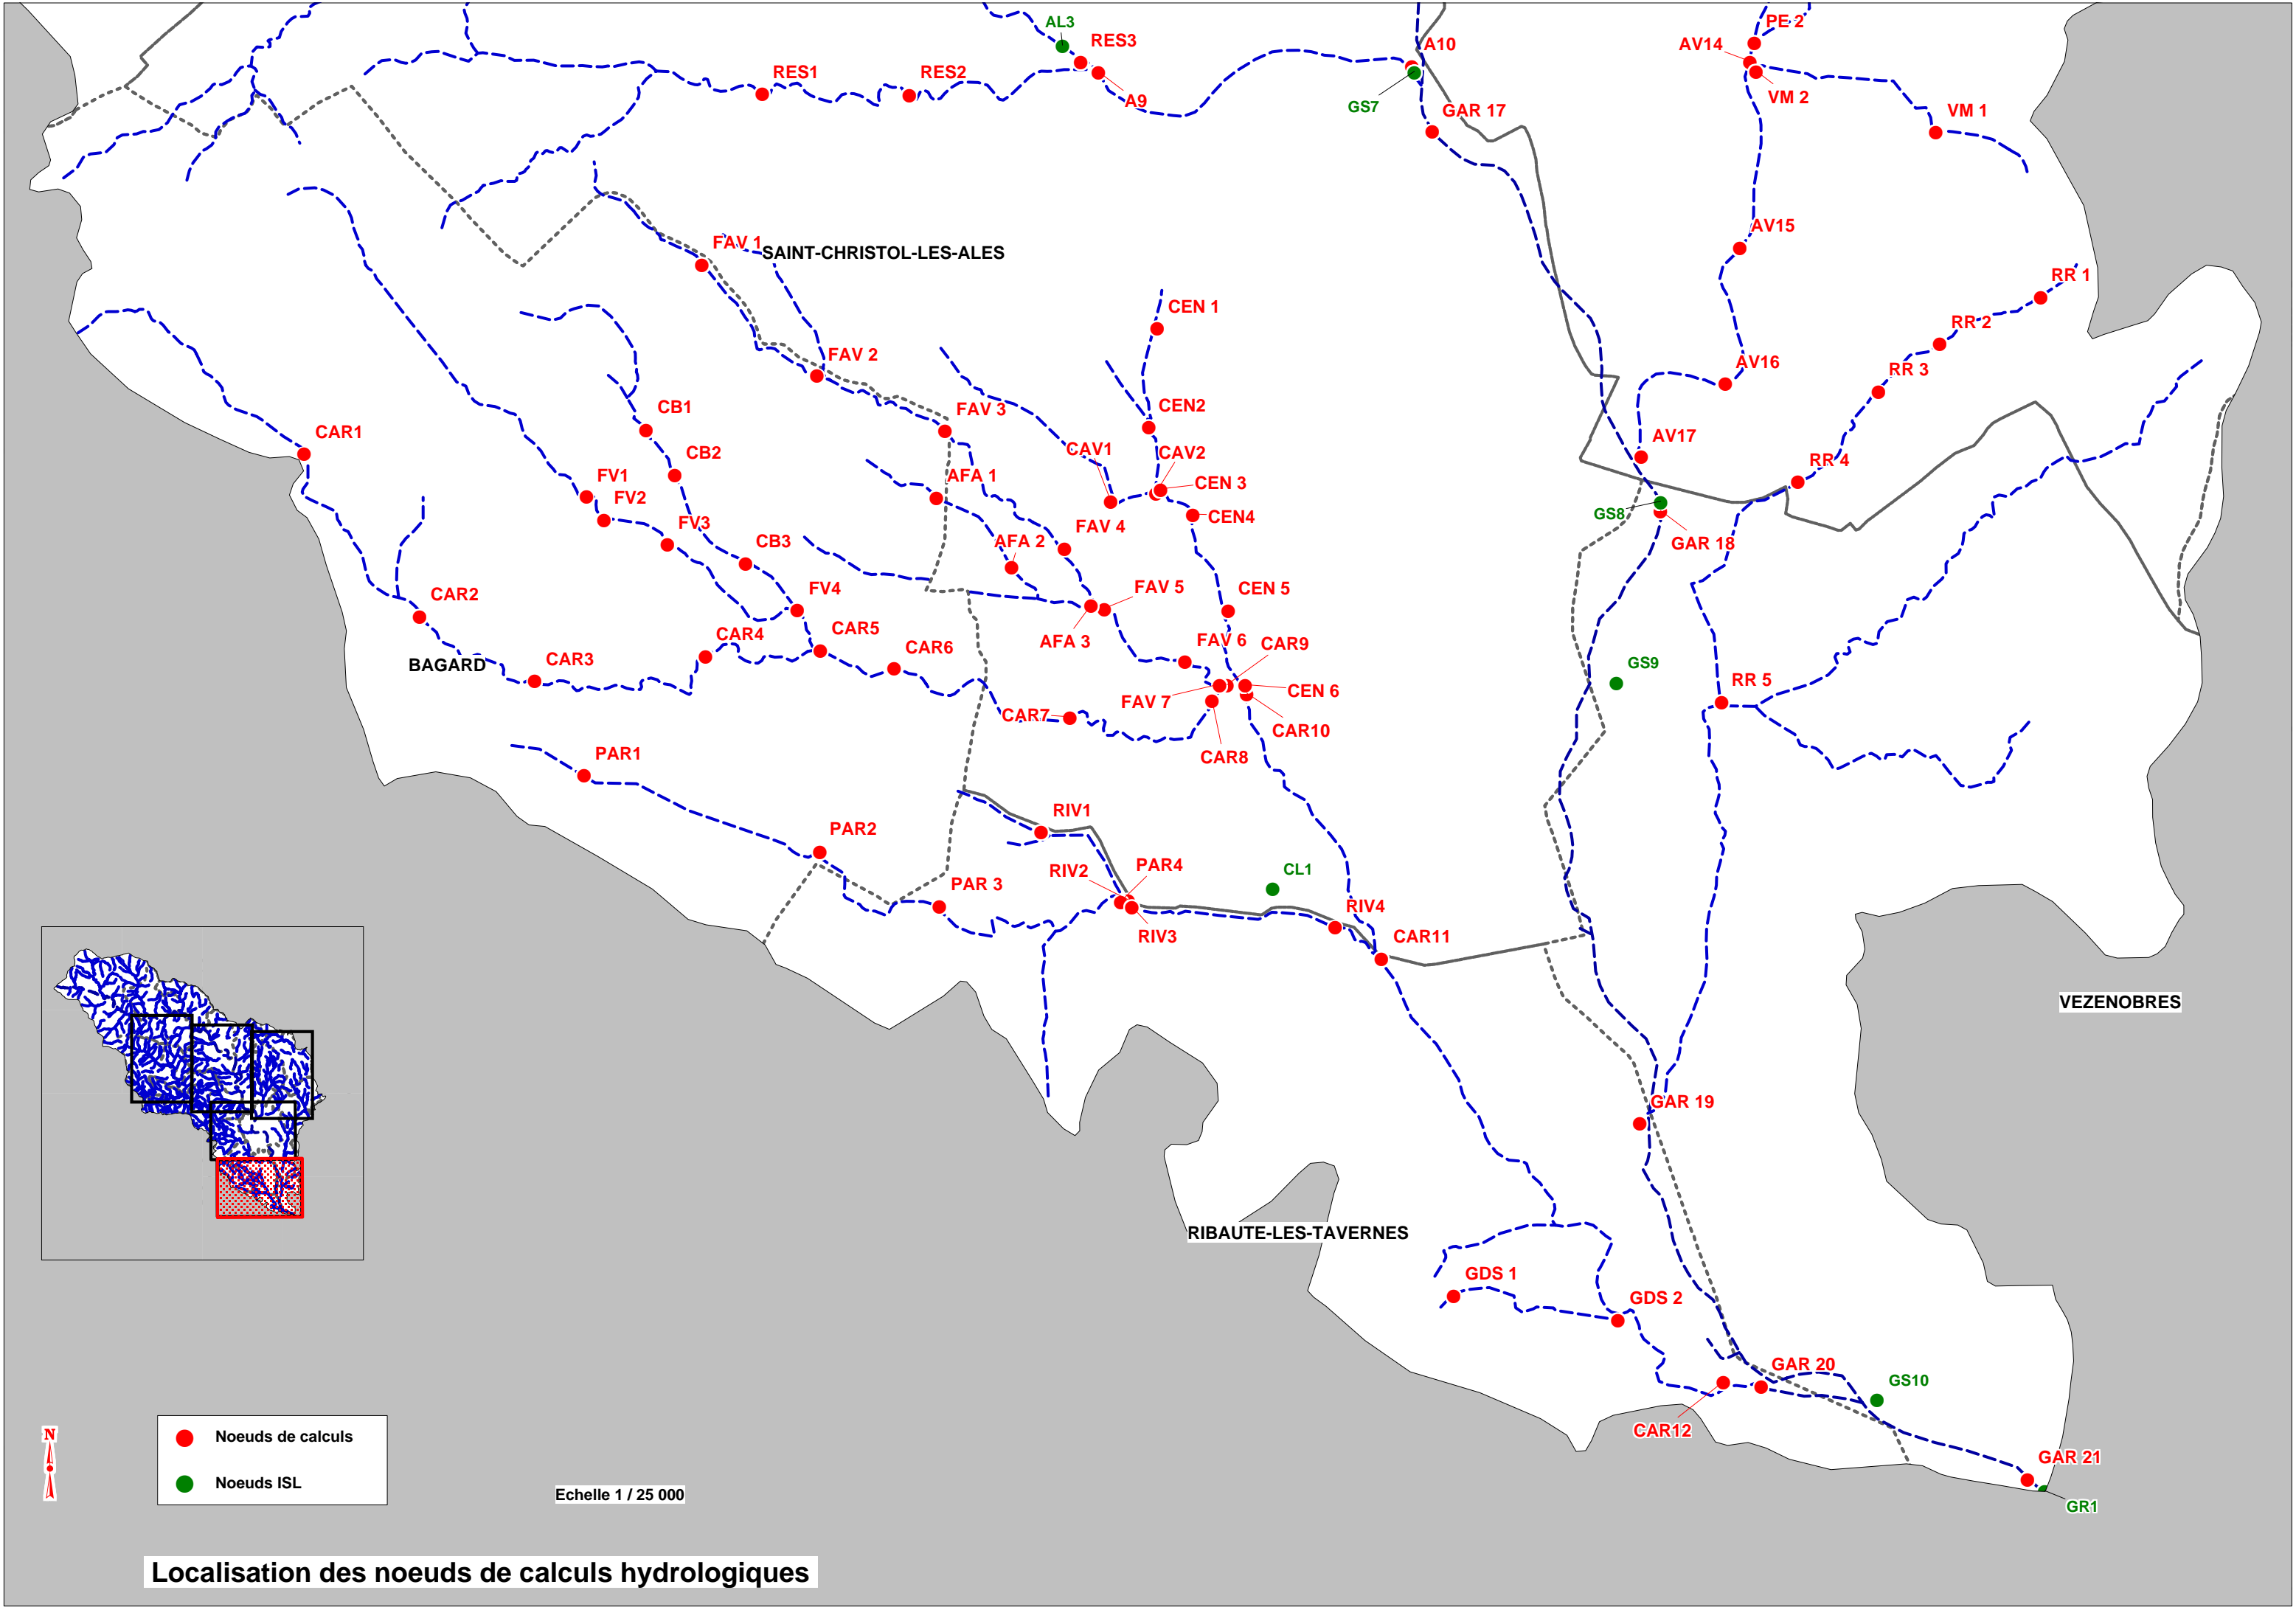 AL3
RES3
A10
PE 2
AV14
RES1
RES2
A9
GS7
GAR 17
VM 2
VM 1
FAV 1
SAINT-CHRISTOL-LES-ALES
AV15
RR 1
CEN 1
RR 2
FAV 2
AV16
RR 3
CB1
FAV 3
CEN2
CAR1
CAV1
CAV2
AV17
CB2
RR 4
FV1
AFA 1
CEN 3
FV2
CEN4
GS8
FV3
FAV 4
AFA 2
GAR 18
CB3
FV4
FAV 5
CEN 5
CAR2
CAR4
CAR5
CAR6
AFA 3
FAV 6
CAR9
BAGARD
CAR3
GS9
CEN 6
FAV 7
RR 5
CAR7
CAR10
PAR1
CAR8
RIV1
PAR2
RIV2
PAR4
CL1
PAR 3
RIV4
RIV3
CAR11
VEZENOBRES
GAR 19
RIBAUTE-LES-TAVERNES
GDS 1
GDS 2
GAR 20
GS10
CAR12
GAR 21
GR1
N
Noeuds de calculs
Noeuds ISL
Echelle 1 / 25 000
Localisation des noeuds de calculs hydrologiques